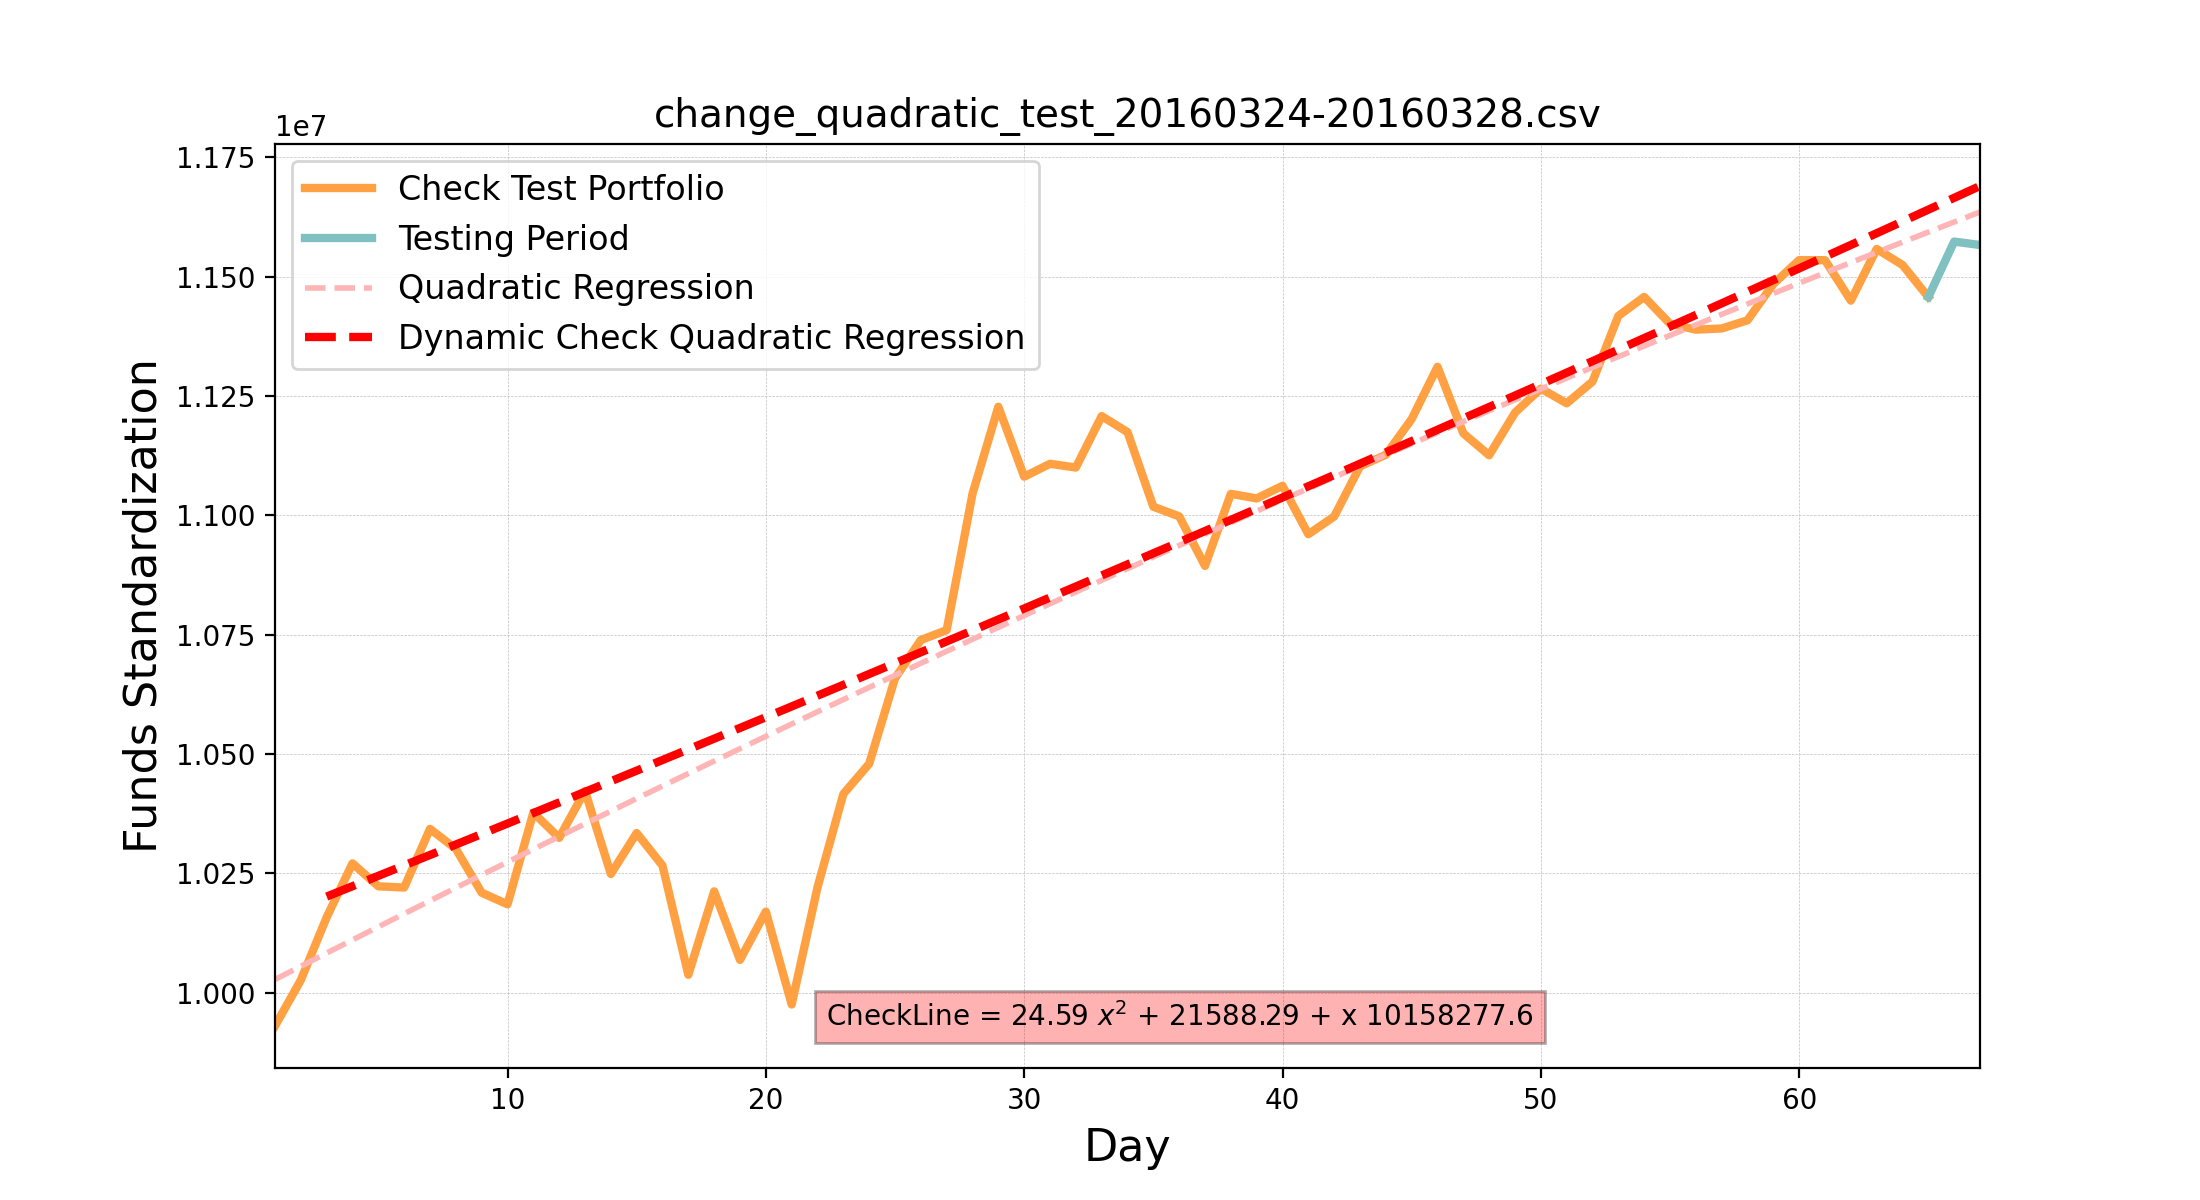 change_quadratic_test_20160324-20160328.csv
1e7
Check Test Portfolio
Testing Period
Quadratic Regression
Dynamic Check Quadratic Regression
1.175
1.150
1.125
1.100
1.075
1.050
1.025
1.000
Funds Standardization
CheckLine = 24.59 x² + 21588.29 + x 10158277.6
10 20 30 40 50 60
Day